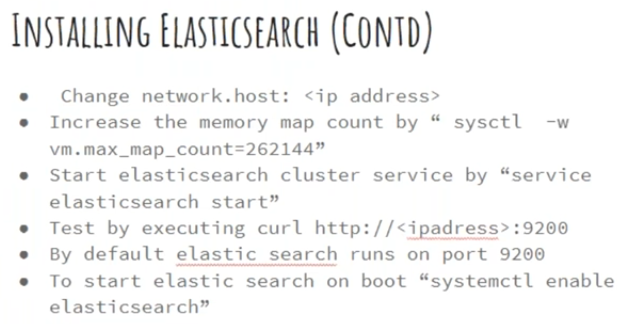 INSTALLING ELASTICSEARCH (CONTD)
● Change network.host: <ip address>
● Increase the memory map count by “ sysctl -w
vm.max_map_count=262144”
● Start elasticsearch cluster service by “service
elasticsearch start”
● Test by executing curl http://<ipadress>:9200
● By default elastic search runs on port 9200
● To start elastic search on boot “systemctl enable
elasticsearch”